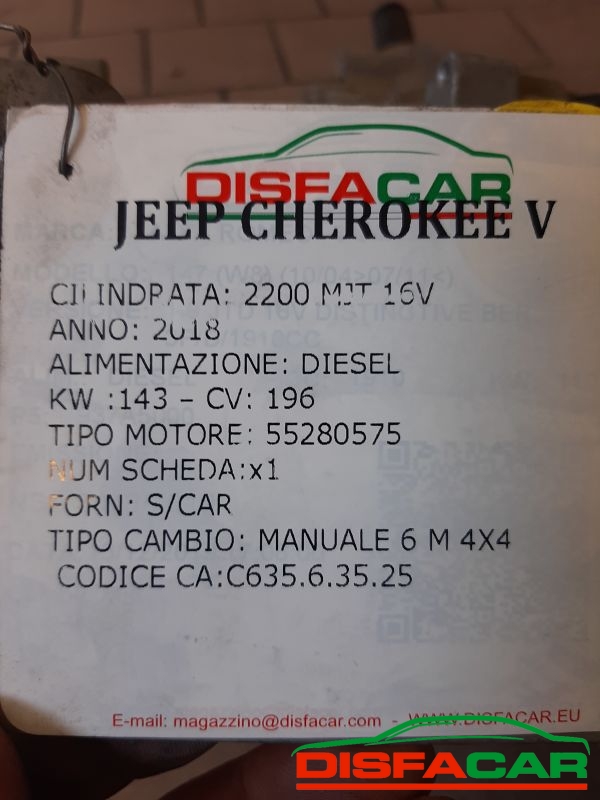 DISFACAR
JEEP CHEROKEE V
CILINDRATA: 2200 MJT 16V
ANNO: 2018
ALIMENTAZIONE: DIESEL
KW :143 – CV: 196
TIPO MOTORE: 55280575
NUM SCHEDA:x1
FORN: S/CAR
TIPO CAMBIO: MANUALE 6 M 4X4
CODICE CA:C635.6.35.25
E-mail: magazzino@disfacar.com - WWW.DISFACAR.EU
DISFACAR